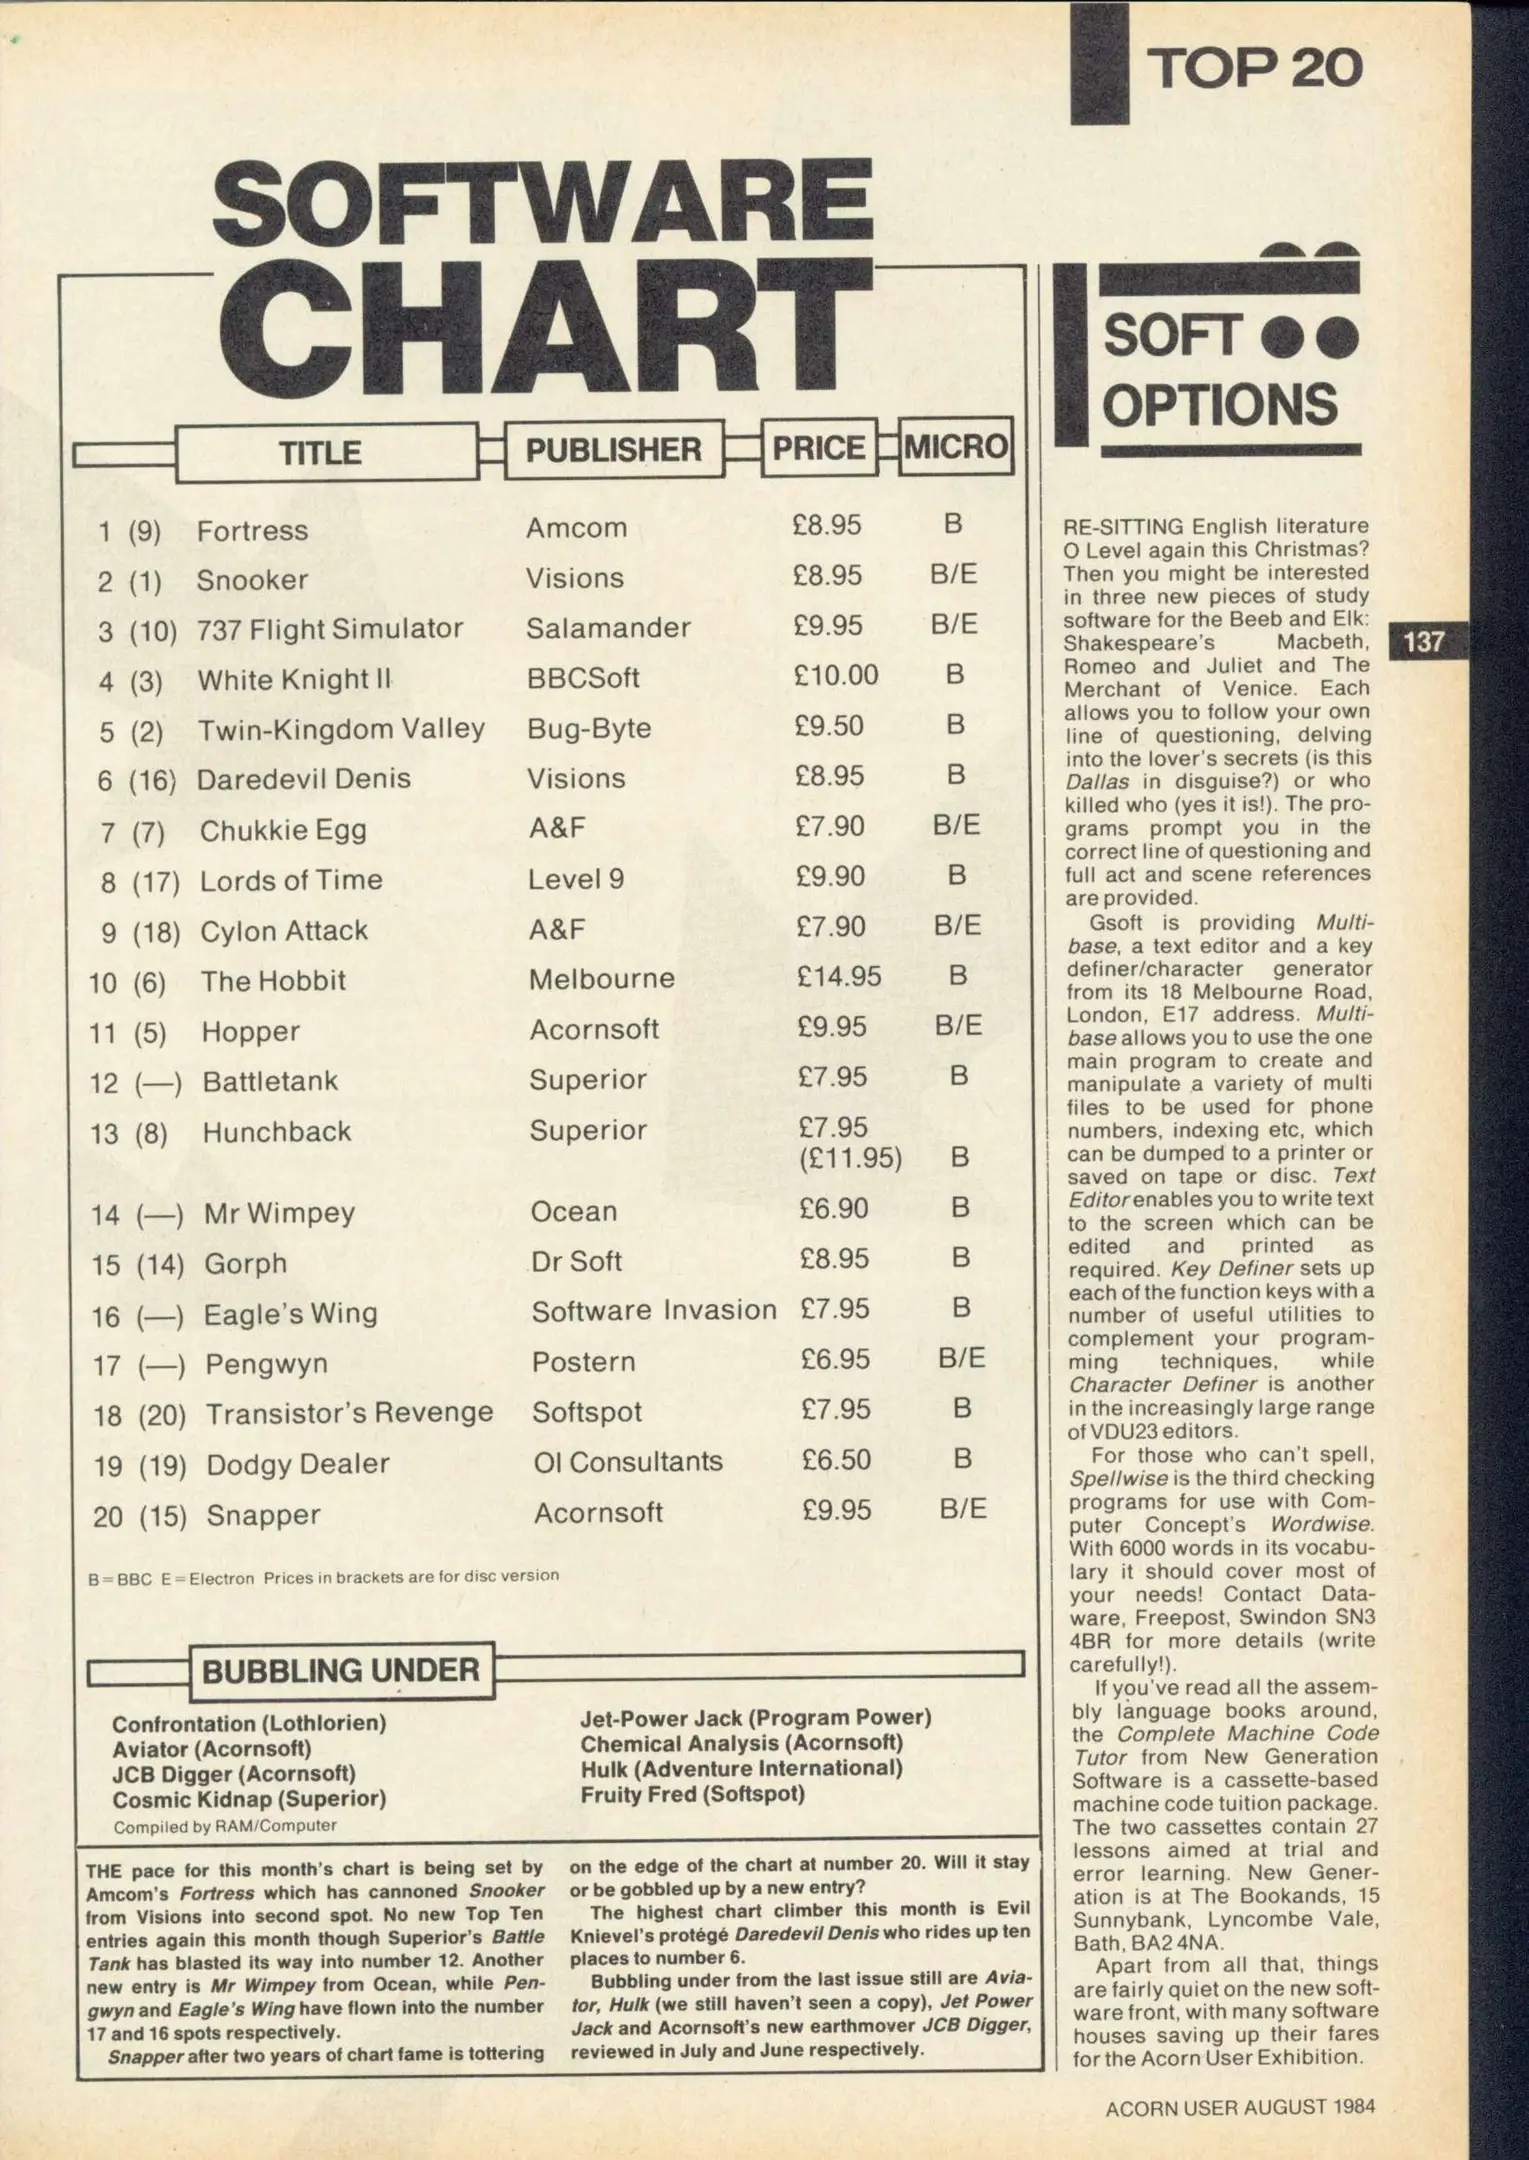 TOP 20
SOFTWARE
CHART
TITLE PUBLISHER PRICE MICRO
1 (9) Fortress Amcom £8.95 B
2 (1) Snooker Visions £8.95 B/E
3 (10) 737 Flight Simulator Salamander £9.95 B/E
4 (3) White Knight II BBCSoft £10.00 B
5 (2) Twin-Kingdom Valley Bug-Byte £9.50 B
6 (16) Daredevil Denis Visions £8.95 B
7 (7) Chukkie Egg A&F £7.90 B/E
8 (17) Lords of Time Level 9 £9.90 B
9 (18) Cylon Attack A&F £7.90 B/E
10 (6) The Hobbit Melbourne £14.95 B
11 (5) Hopper Acornsoft £9.95 B/E
12 (—) Battletank Superior £7.95 B
13 (8) Hunchback Superior £7.95
(£11.95) B
14 (—) Mr Wimpey Ocean £6.90 B
15 (14) Gorph Dr Soft £8.95 B
16 (—) Eagle's Wing Software Invasion £7.95 B
17 (—) Pengwyn Postern £6.95 B/E
18 (20) Transistor's Revenge Softspot £7.95 B
19 (19) Dodgy Dealer OI Consultants £6.50 B
20 (15) Snapper Acornsoft £9.95 B/E
B=BBC E=Electron Prices in brackets are for disc version
BUBBLING UNDER
Confrontation (Lothlorien)
Aviator (Acornsoft)
JCB Digger (Acornsoft)
Cosmic Kidnap (Superior)
Compiled by RAM/Computer
Jet-Power Jack (Program Power)
Chemical Analysis (Acornsoft)
Hulk (Adventure International)
Fruity Fred (Softspot)
THE pace for this month's chart is being set by
Amcom's Fortress which has cannoned Snooker
from Visions into second spot. No new Top Ten
entries again this month though Superior's Battle
Tank has blasted its way into number 12. Another
new entry is Mr Wimpey from Ocean, while Pen-
gwyn and Eagle's Wing have flown into the number
17 and 16 spots respectively.
Snapper after two years of chart fame is tottering
on the edge of the chart at number 20. Will it stay
or be gobbled up by a new entry?
The highest chart climber this month is Evil
Knievel's protégé Daredevil Denis who rides up ten
places to number 6.
Bubbling under from the last issue still are Avia-
tor, Hulk (we still haven't seen a copy), Jet Power
Jack and Acornsoft's new earthmover JCB Digger,
reviewed in July and June respectively.
SOFT
OPTIONS
RE-SITTING English literature
O Level again this Christmas?
Then you might be interested
in three new pieces of study
software for the Beeb and Elk:
Shakespeare's Macbeth,
Romeo and Juliet and The
Merchant of Venice. Each
allows you to follow your own
line of questioning, delving
into the lover's secrets (is this
Dallas in disguise?) or who
killed who (yes it is!). The pro-
grams prompt you in the
correct line of questioning and
full act and scene references
are provided.
Gsoft is providing Multi-
base, a text editor and a key
definer/character generator
from its 18 Melbourne Road,
London, E17 address. Multi-
base allows you to use the one
main program to create and
manipulate a variety of multi
files to be used for phone
numbers, indexing etc, which
can be dumped to a printer or
saved on tape or disc. Text
Editor enables you to write text
to the screen which can be
edited and printed as
required. Key Definer sets up
each of the function keys with a
number of useful utilities to
complement your program-
ming techniques, while
Character Definer is another
in the increasingly large range
of VDU23 editors.
For those who can't spell,
Spellwise is the third checking
programs for use with Com-
puter Concept's Wordwise.
With 6000 words in its vocabu-
lary it should cover most of
your needs! Contact Data-
ware, Freepost, Swindon SN3
4BR for more details (write
carefully!).
If you've read all the assem-
bly language books around,
the Complete Machine Code
Tutor from New Generation
Software is a cassette-based
machine code tuition package.
The two cassettes contain 27
lessons aimed at trial and
error learning. New Gener-
ation is at The Bookands, 15
Sunnybank, Lyncombe Vale,
Bath, BA2 4NA.
Apart from all that, things
are fairly quiet on the new soft-
ware front, with many software
houses saving up their fares
for the Acorn User Exhibition.
137
ACORN USER AUGUST 1984